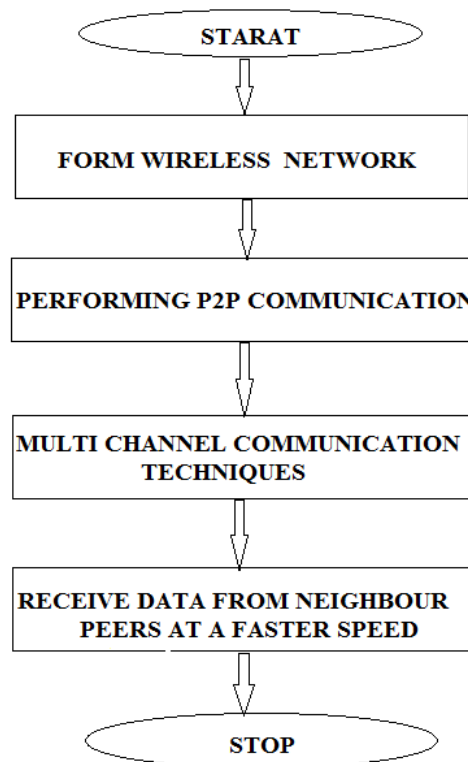 STARAT
FORM WIRELESS NETWORK
PERFORMING P2P COMMUNICATION
MULTI CHANNEL COMMUNICATION
TECHNIQUES
RECEIVE DATA FROM NEIGHBOUR
PEERS AT A FASTER SPEED
STOP